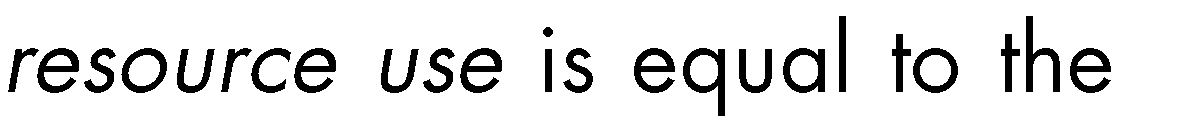 resource use is equal to the